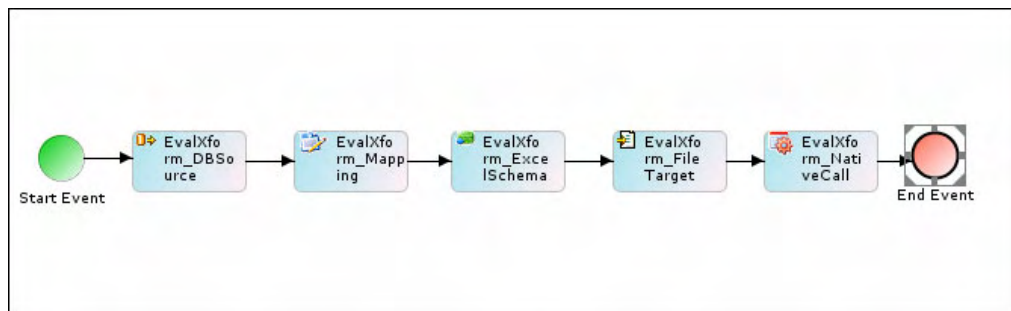 EvalXfo
rm_DBSo
urce
EvalXfo
rm_Mapp
ing
EvalXfo
rm_Exce
lSchema
EvalXfo
rm_File
Target
EvalXfo
rm_Nati
veCall
Start Event
End Event